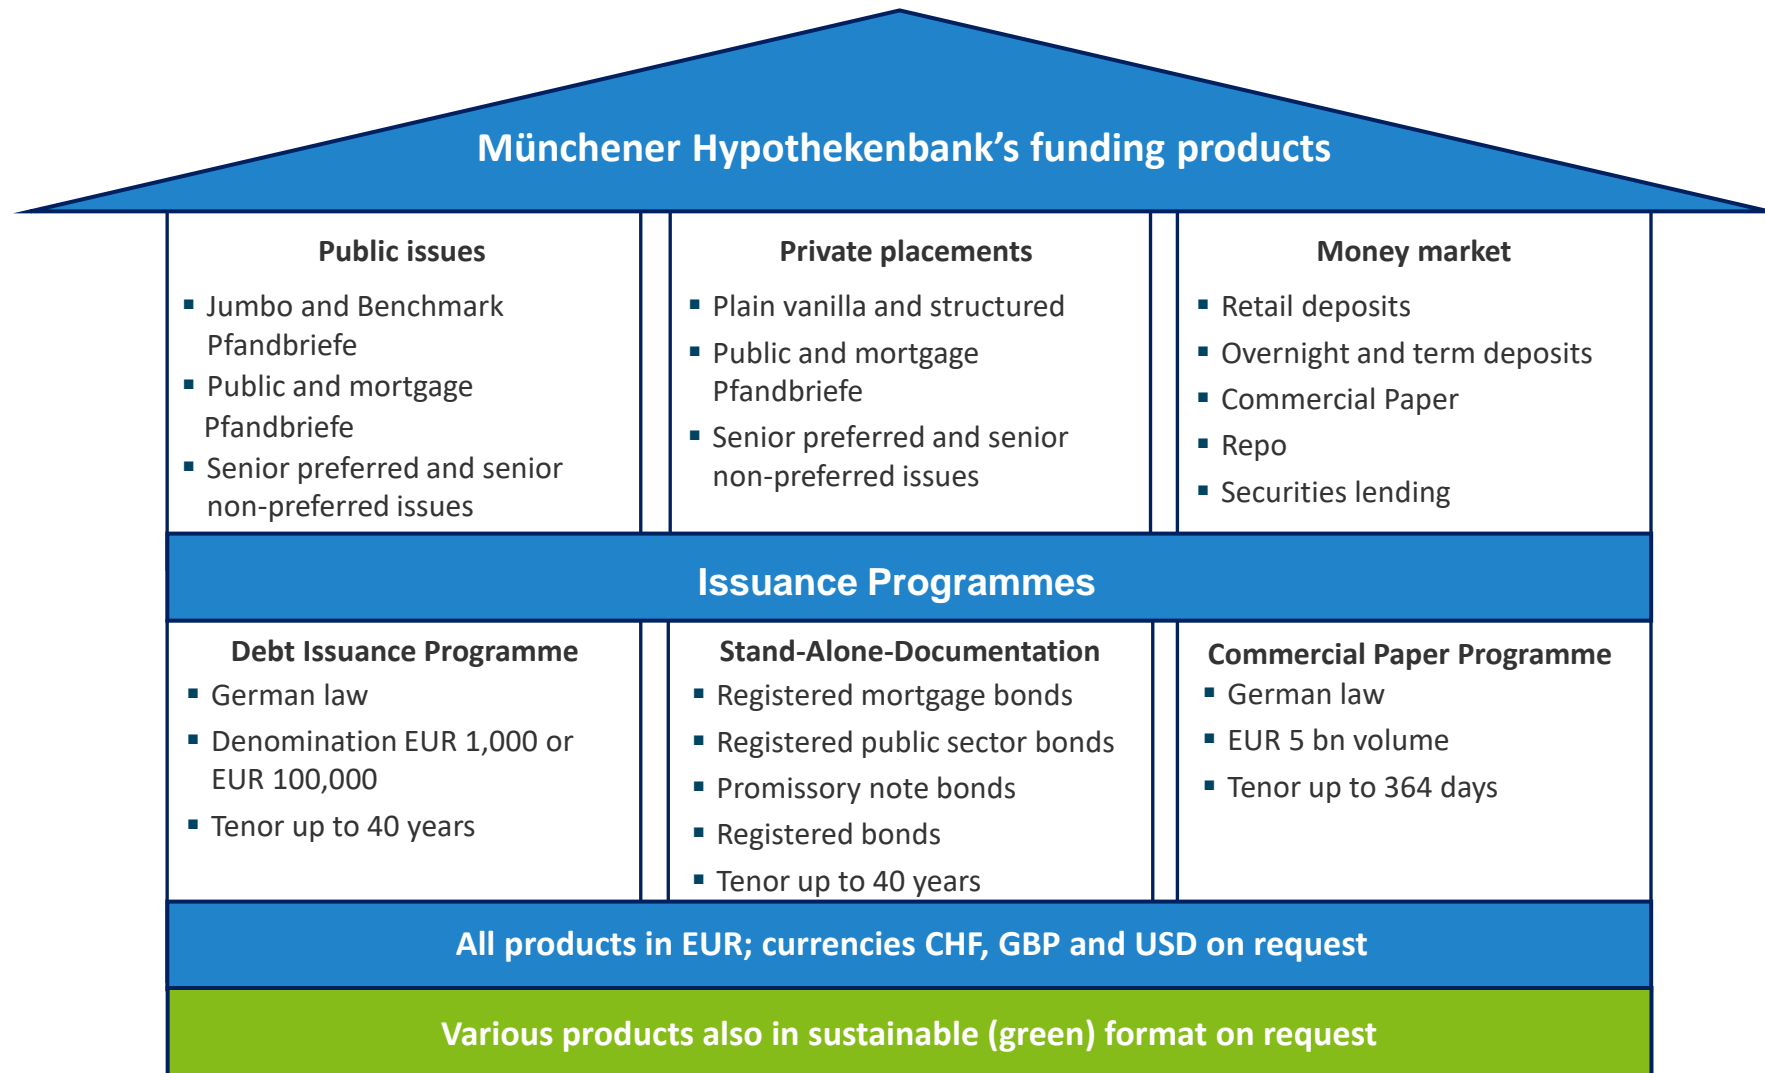 Münchener Hypothekenbank’s funding products
Public issues
▪ Jumbo and Benchmark
Pfandbriefe
▪ Public and mortgage
Pfandbriefe
▪ Senior preferred and senior
non-preferred issues
Private placements
▪ Plain vanilla and structured
▪ Public and mortgage
Pfandbriefe
▪ Senior preferred and senior
non-preferred issues
Money market
▪ Retail deposits
▪ Overnight and term deposits
▪ Commercial Paper
▪ Repo
▪ Securities lending
Issuance Programmes
Debt Issuance Programme
▪ German law
▪ Denomination EUR 1,000 or
EUR 100,000
▪ Tenor up to 40 years
Stand-Alone-Documentation
▪ Registered mortgage bonds
▪ Registered public sector bonds
▪ Promissory note bonds
▪ Registered bonds
▪ Tenor up to 40 years
Commercial Paper Programme
▪ German law
▪ EUR 5 bn volume
▪ Tenor up to 364 days
All products in EUR; currencies CHF, GBP and USD on request
Various products also in sustainable (green) format on request